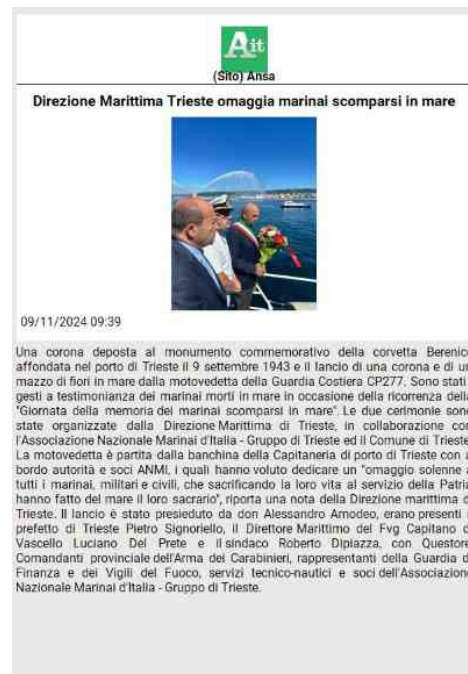 Ait
(Sito) Ansa
Direzione Marittima Trieste omaggia marinai scomparsi in mare
09/11/2024 09:39
Una corona deposta al monumento commemorativo della corvetta Berenice
affondata nel porto di Trieste il 9 settembre 1943 e il lancio di una corona e di un
mazzo di fiori in mare dalla motovedetta della Guardia Costiera CP277. Sono stati i
gesti a testimonianza dei marinai morti in mare in occasione della ricorrenza della
"Giornata della memoria dei marinai scomparsi in mare". Le due cerimonie sono
state organizzate dalla Direzione Marittima di Trieste, in collaborazione con
l'Associazione Nazionale Marinai d'Italia - Gruppo di Trieste ed il Comune di Trieste.
La motovedetta è partita dalla banchina della Capitaneria di porto di Trieste con a
bordo autorità e soci ANMI, i quali hanno voluto dedicare un "omaggio solenne a
tutti i marinai, militari e civili, che sacrificando la loro vita al servizio della Patria
hanno fatto del mare il loro sacrario", riporta una nota della Direzione marittima di
Trieste. Il lancio è stato presieduto da don Alessandro Amodeo, erano presenti il
prefetto di Trieste Pietro Signoriello, il Direttore Marittimo del Fvg Capitano di
Vascello Luciano Del Prete e il sindaco Roberto Dipiazza, con Questore,
Comandanti provinciale dell'Arma dei Carabinieri, rappresentanti della Guardia di
Finanza e dei Vigili del Fuoco, servizi tecnico-nautici e soci dell'Associazione
Nazionale Marinai d'Italia - Gruppo di Trieste.